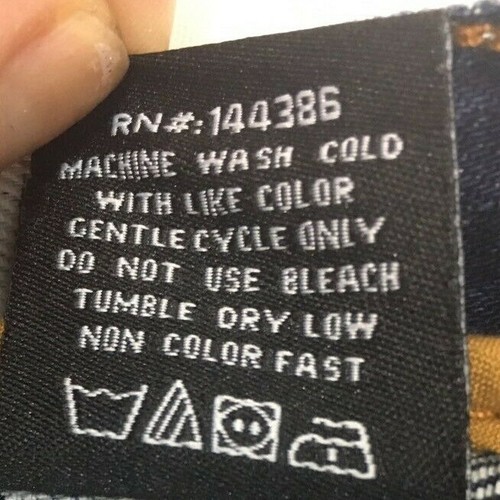 RN#:144386
MACHINE WASH COLD
WITH LIKE COLOR
GENTLE CYCLE ONLY
DO NOT USE BLEACH
TUMBLE DRY LOW
NON COLOR FAST